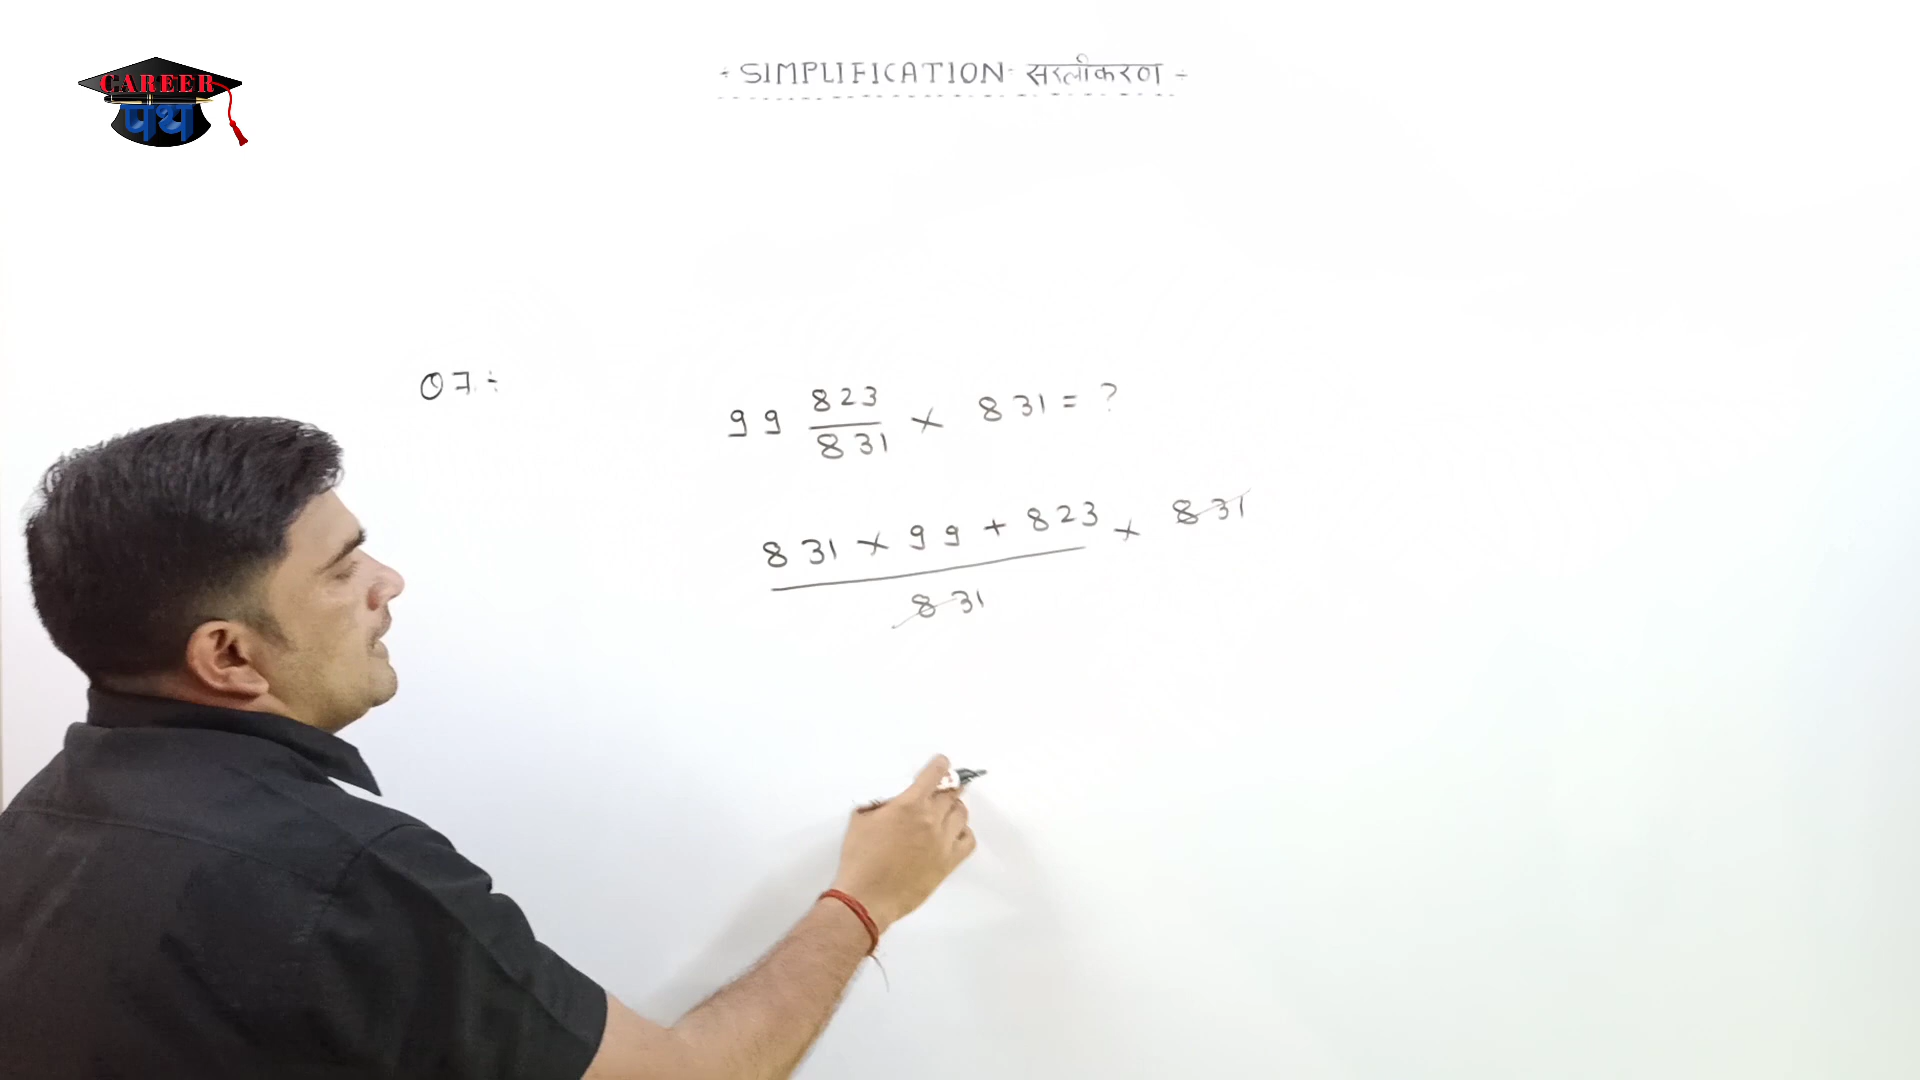 CAREER
पथ
÷ SIMPLIFICATION - सरलीकरण ÷
07 ÷
99 823/831 × 831 = ?
831 × 99 + 823 × 831
831